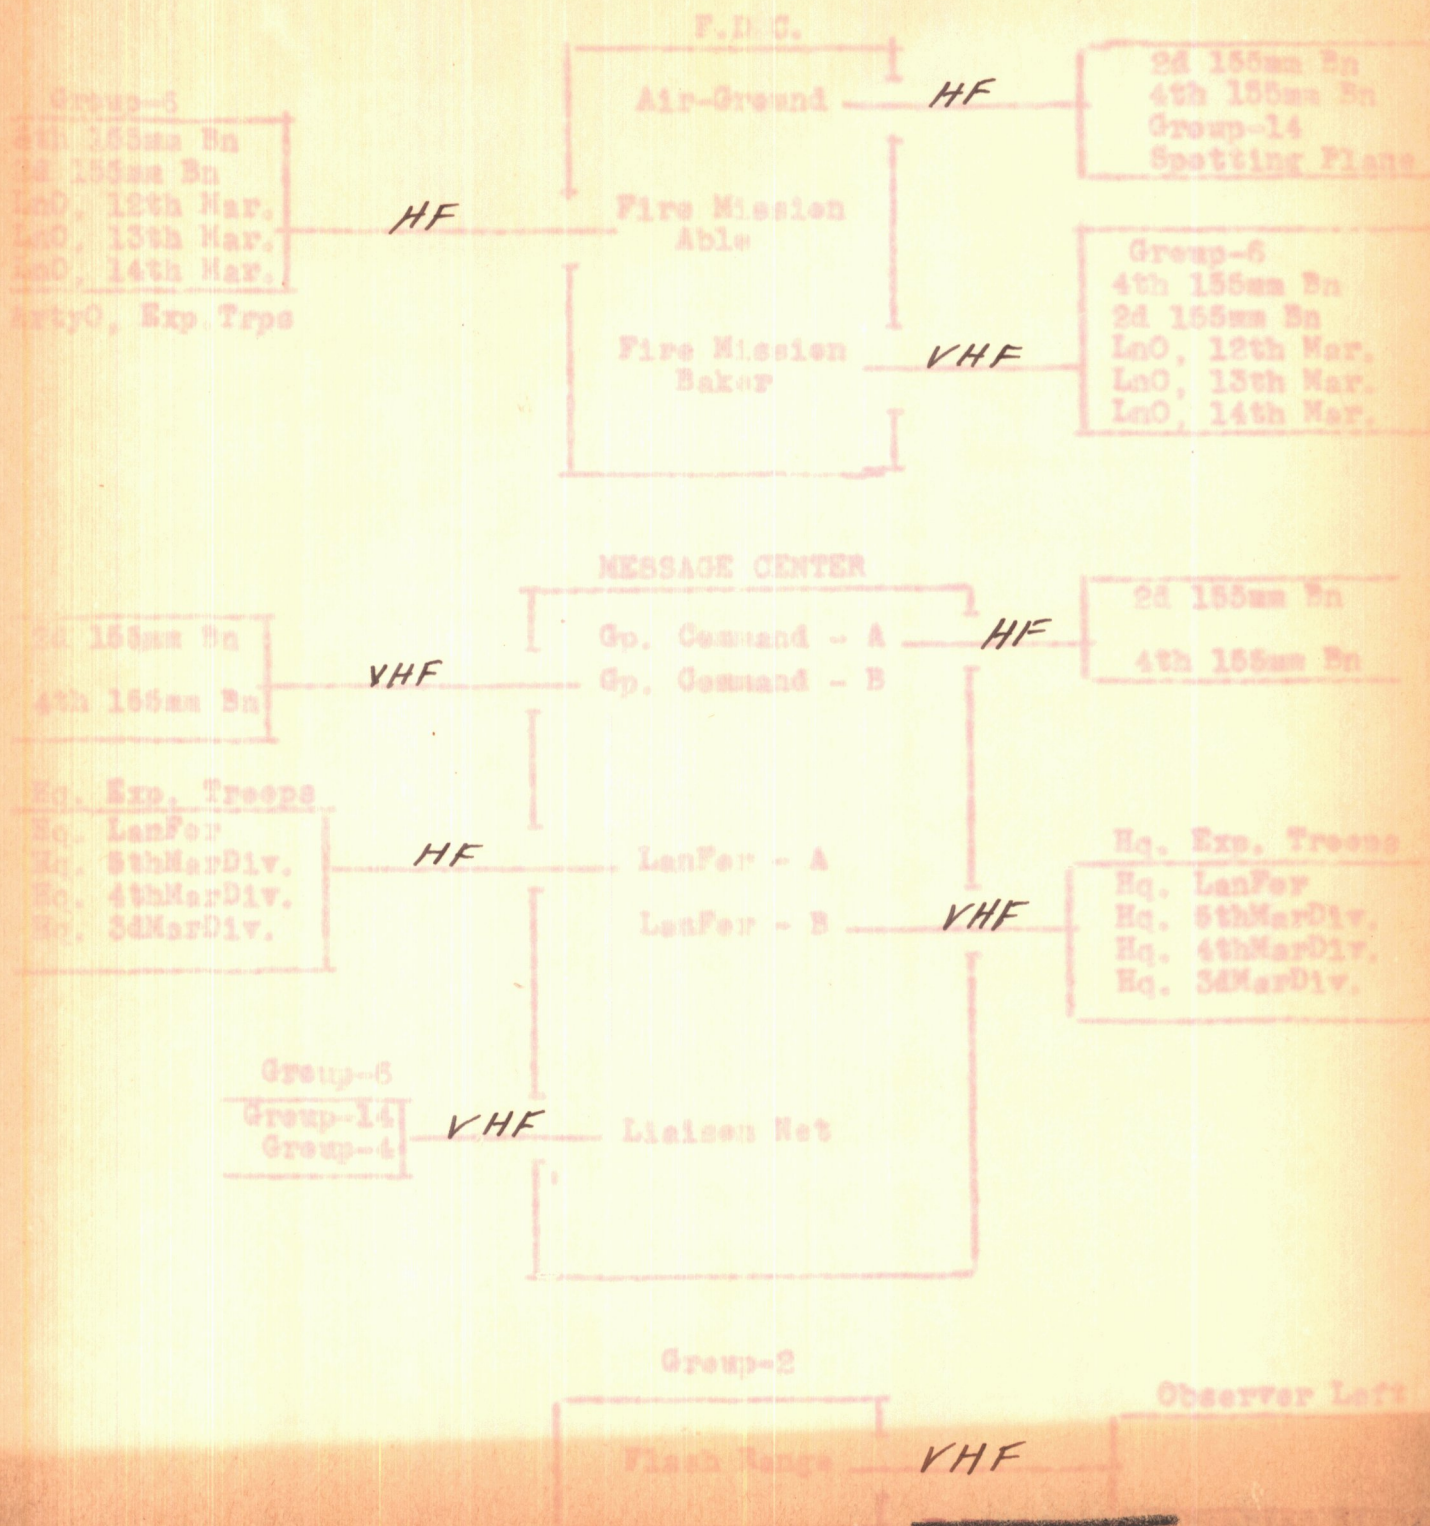 F.D.C.
Group-6
4th 155mm Bn
2d 155mm Bn
LnO, 12th Mar.
LnO, 13th Mar.
LnO, 14th Mar.
ArtyO, Exp Trps
HF
Air-Ground
HF
2d 155mm Bn
4th 155mm Bn
Group-14
Spotting Plane
Fire Mission
Able
Fire Mission
Baker
VHF
Group-6
4th 155mm Bn
2d 155mm Bn
LnO, 12th Mar.
LnO, 13th Mar.
LnO, 14th Mar.
MESSAGE CENTER
Gp. Command - A
HF
2d 155mm Bn
4th 155mm Bn
2d 155mm Bn
4th 155mm Bn
VHF
Gp. Command - B
Hq. Exp. Troops
Hq. LanFor
Hq. 5thMarDiv.
Hq. 4thMarDiv.
Hq. 3dMarDiv.
HF
LanFor - A
LanFor - B
VHF
Hq. Exp. Troops
Hq. LanFor
Hq. 5thMarDiv.
Hq. 4thMarDiv.
Hq. 3dMarDiv.
Group-6
Group-14
Group-4
VHF
Liaison Net
Group-2
Flash Range
VHF
Observer Left